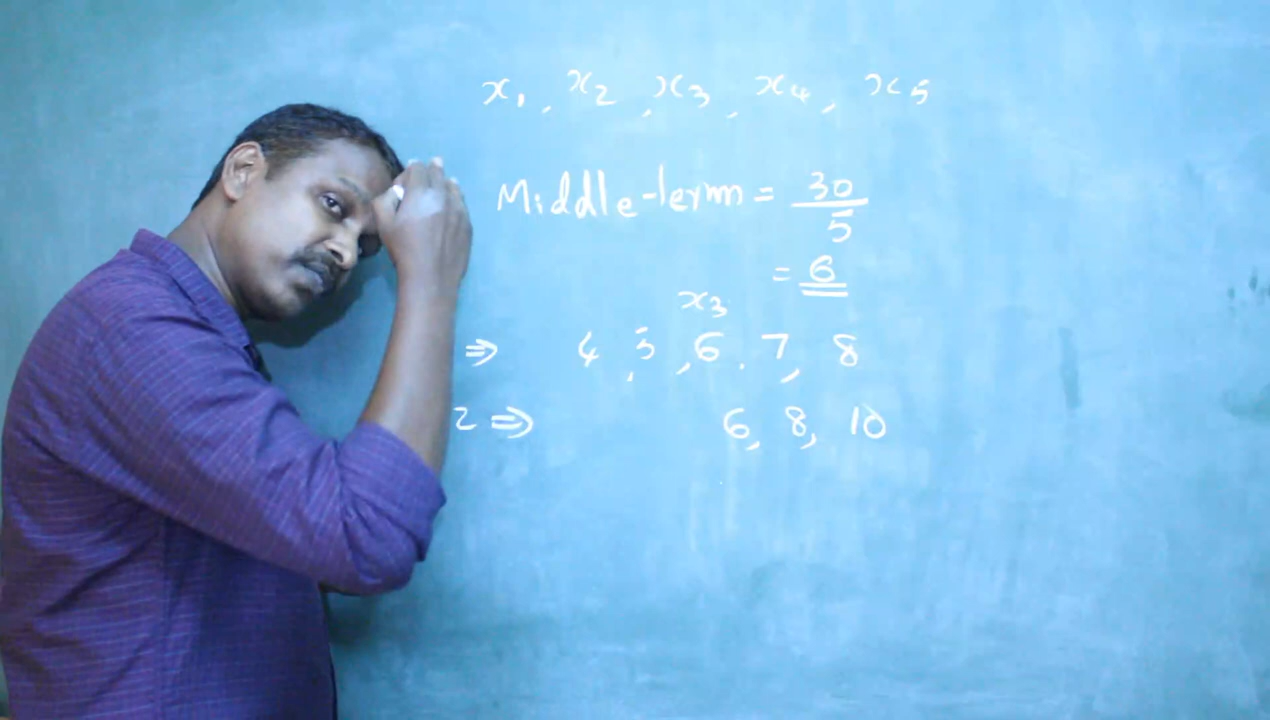 x₁, x₂, x₃, x₄, x₅
Middle-term = 30/5
= 6
x₃
⇒ 4, 5, 6, 7, 8
2 ⇒ 6, 8, 10